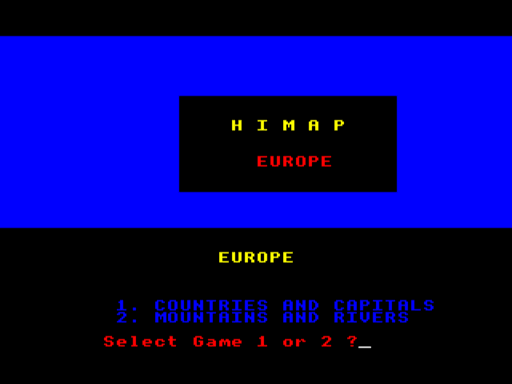 H I M A P
EUROPE
EUROPE
1. COUNTRIES AND CAPITALS
2. MOUNTAINS AND RIVERS
Select Game 1 or 2 ?_